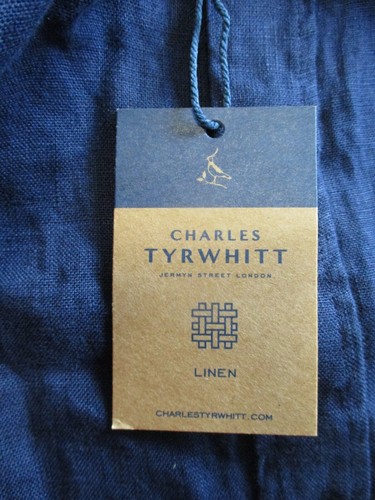 CHARLES
TYRWHITT
JERMYN STREET LONDON
LINEN
CHARLESTYRWHITT.COM